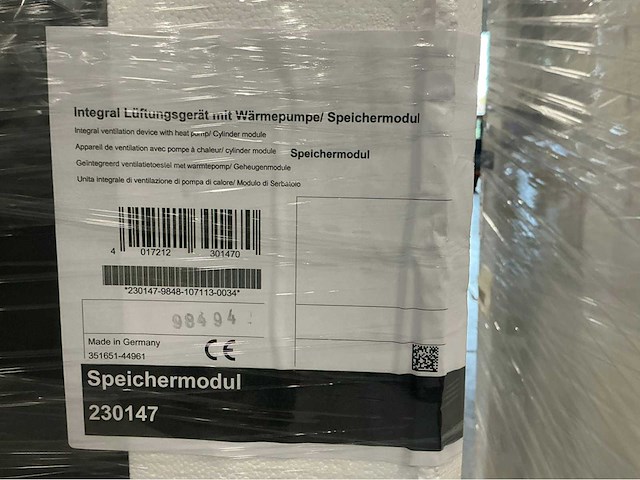 Integral Lüftungsgerät mit Wärmepumpe/ Speichermodul
Integral ventilation device with heat pump/ Cylinder module
Appareil de ventilation avec pompe à chaleur/ cylinder module
Speichermodul
Geïntegreerd ventilatietoestel met warmtepomp/ Geheugenmodule
Unita integrale di ventilazione di pompa di calore/ Modulo di Serbatoio
4 017212 301470
*230147-9848-107113-0034*
98494
Made in Germany
351651-44961
CE
Speichermodul
230147